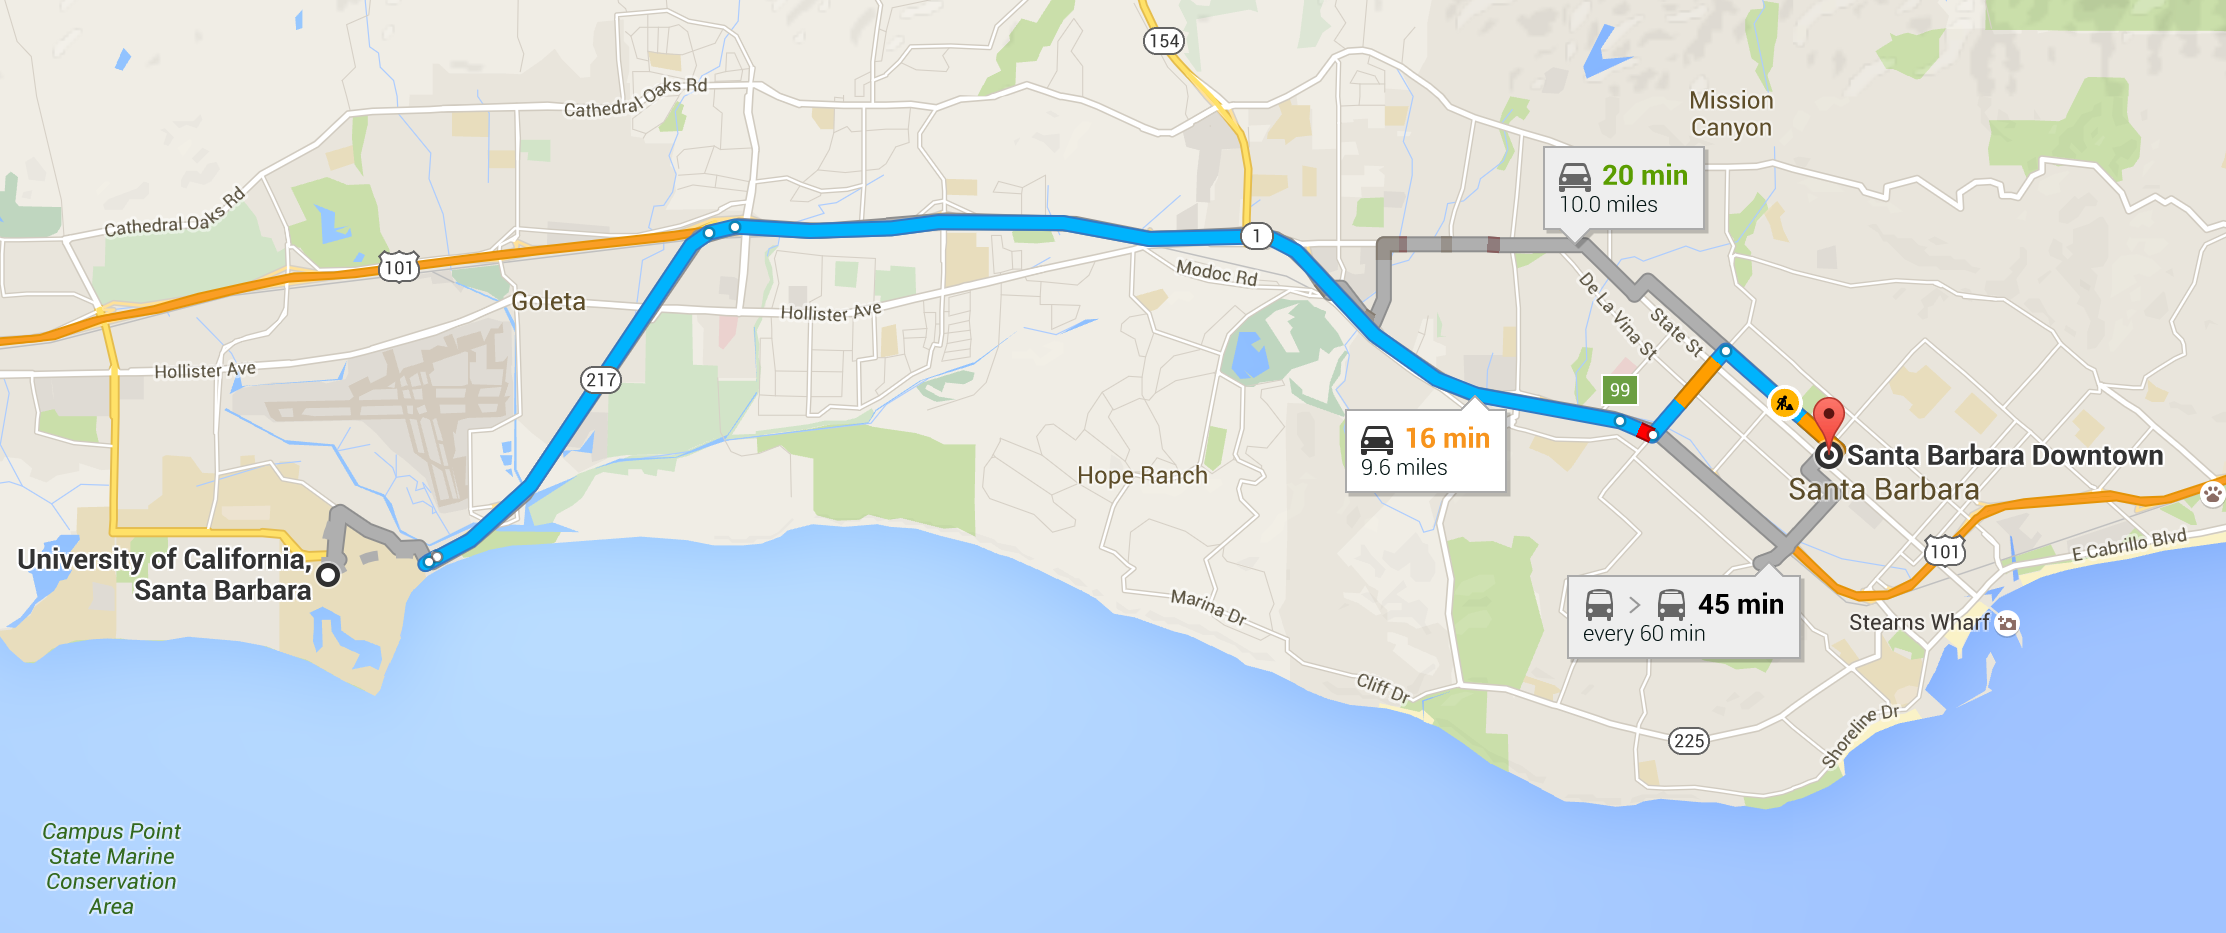 154
Cathedral Oaks Rd
Mission
Canyon
20 min
10.0 miles
Cathedral Oaks Rd
1
101
Modoc Rd
Goleta
Hollister Ave
De La Vina St
State St
Hollister Ave
217
99
16 min
9.6 miles
Santa Barbara Downtown
Hope Ranch
Santa Barbara
University of California,
Santa Barbara
101
E Cabrillo Blvd
Marina Dr
45 min
every 60 min
Stearns Wharf
Cliff Dr
225
Shoreline Dr
Campus Point
State Marine
Conservation
Area